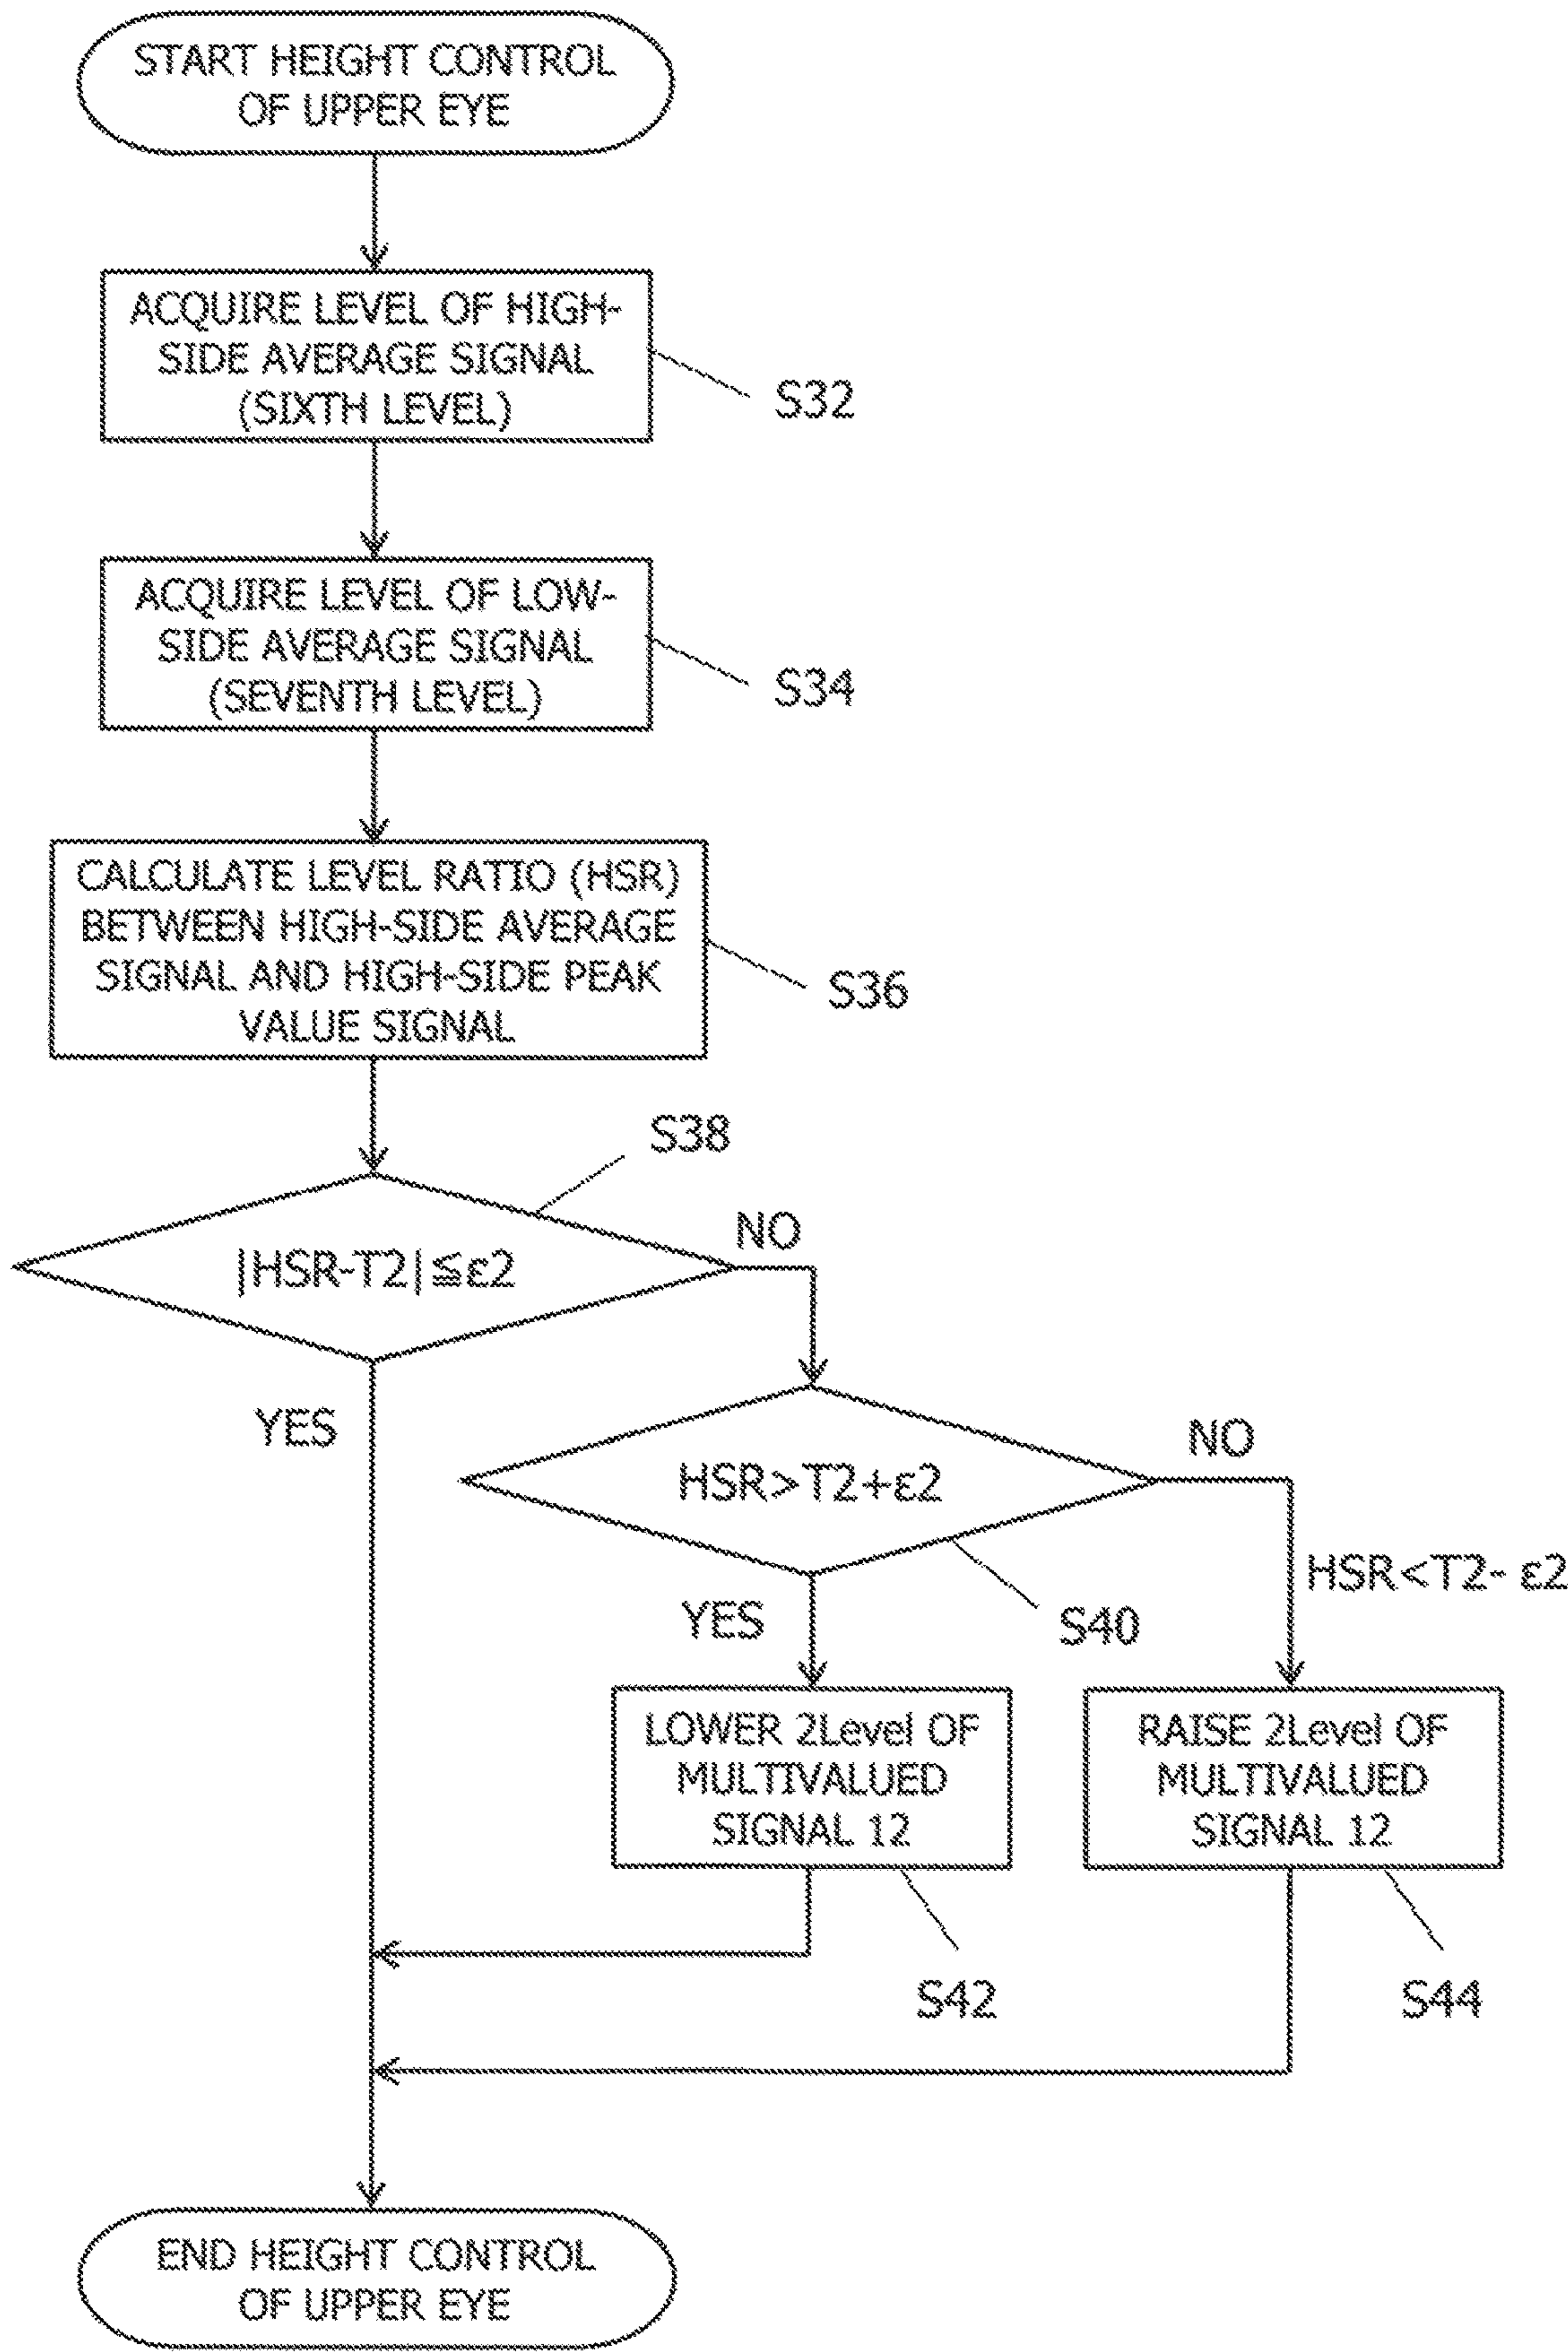 START HEIGHT CONTROL
OF UPPER EYE
ACQUIRE LEVEL OF HIGH-
SIDE AVERAGE SIGNAL
(SIXTH LEVEL)
S32
ACQUIRE LEVEL OF LOW-
SIDE AVERAGE SIGNAL
(SEVENTH LEVEL)
S34
CALCULATE LEVEL RATIO (HSR)
BETWEEN HIGH-SIDE AVERAGE
SIGNAL AND HIGH-SIDE PEAK
VALUE SIGNAL
S36
S38
|HSR-T2|≦ε2
NO
YES
HSR>T2+ε2
NO
YES
S40
HSR<T2- ε2
LOWER 2Level OF
MULTIVALUED
SIGNAL 12
S42
RAISE 2Level OF
MULTIVALUED
SIGNAL 12
S44
END HEIGHT CONTROL
OF UPPER EYE